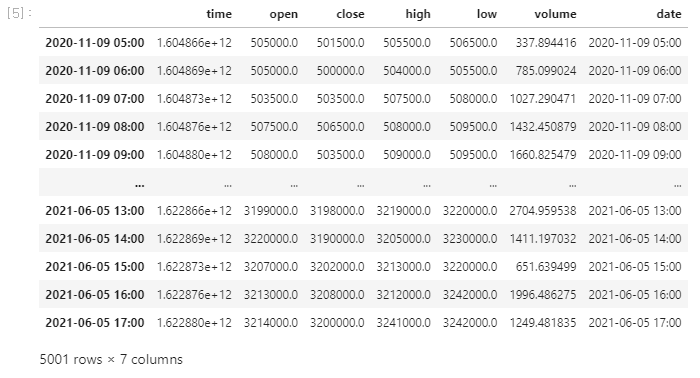 [5]:
time open close high low volume date
2020-11-09 05:00 1.604866e+12 505000.0 501500.0 505500.0 506500.0 337.894416 2020-11-09 05:00
2020-11-09 06:00 1.604869e+12 505000.0 500000.0 504000.0 505500.0 785.099024 2020-11-09 06:00
2020-11-09 07:00 1.604873e+12 503500.0 503500.0 507500.0 508000.0 1027.290471 2020-11-09 07:00
2020-11-09 08:00 1.604876e+12 507500.0 506500.0 508000.0 509500.0 1432.450879 2020-11-09 08:00
2020-11-09 09:00 1.604880e+12 508000.0 503500.0 509000.0 509500.0 1660.825479 2020-11-09 09:00
... ... ... ... ... ... ... ...
2021-06-05 13:00 1.622866e+12 3199000.0 3198000.0 3219000.0 3220000.0 2704.959538 2021-06-05 13:00
2021-06-05 14:00 1.622869e+12 3220000.0 3190000.0 3205000.0 3230000.0 1411.197032 2021-06-05 14:00
2021-06-05 15:00 1.622873e+12 3207000.0 3202000.0 3213000.0 3220000.0 651.639499 2021-06-05 15:00
2021-06-05 16:00 1.622876e+12 3213000.0 3208000.0 3212000.0 3242000.0 1996.486275 2021-06-05 16:00
2021-06-05 17:00 1.622880e+12 3214000.0 3200000.0 3241000.0 3242000.0 1249.481835 2021-06-05 17:00
5001 rows × 7 columns